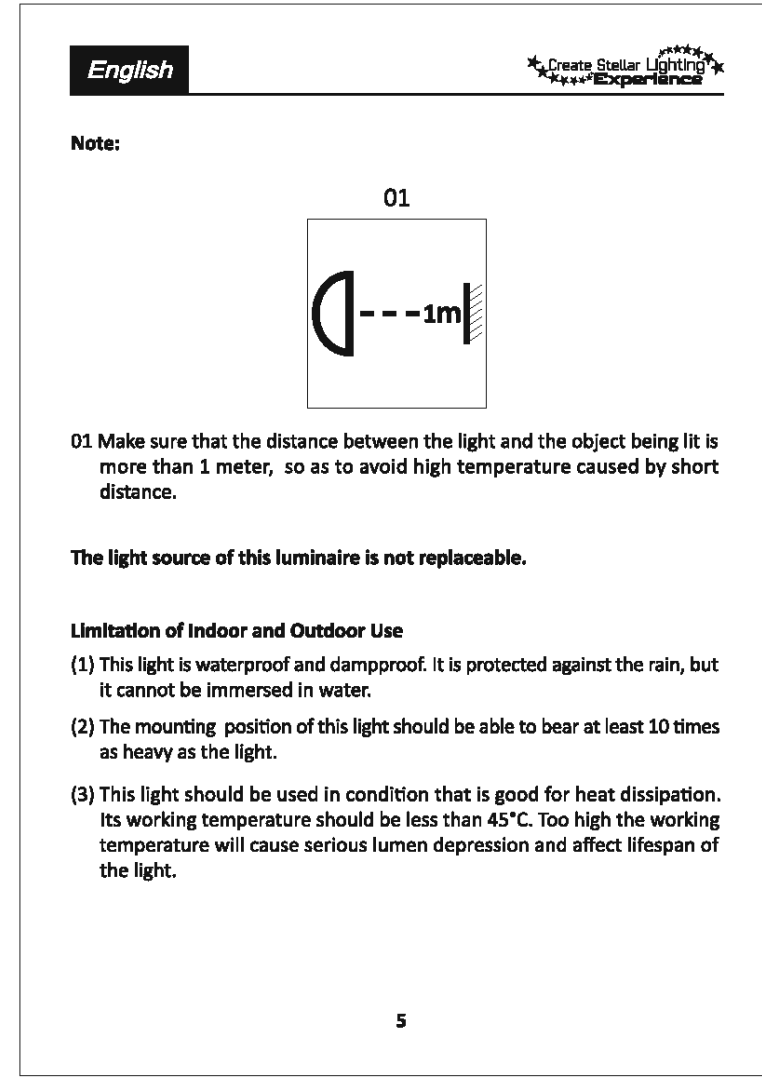 English
Create Stellar Lighting
Experience
Note:
01
1m
01 Make sure that the distance between the light and the object being lit is
more than 1 meter, so as to avoid high temperature caused by short
distance.
The light source of this luminaire is not replaceable.
Limitation of Indoor and Outdoor Use
(1) This light is waterproof and dampproof. It is protected against the rain, but
it cannot be immersed in water.
(2) The mounting position of this light should be able to bear at least 10 times
as heavy as the light.
(3) This light should be used in condition that is good for heat dissipation.
Its working temperature should be less than 45°C. Too high the working
temperature will cause serious lumen depression and affect lifespan of
the light.
5